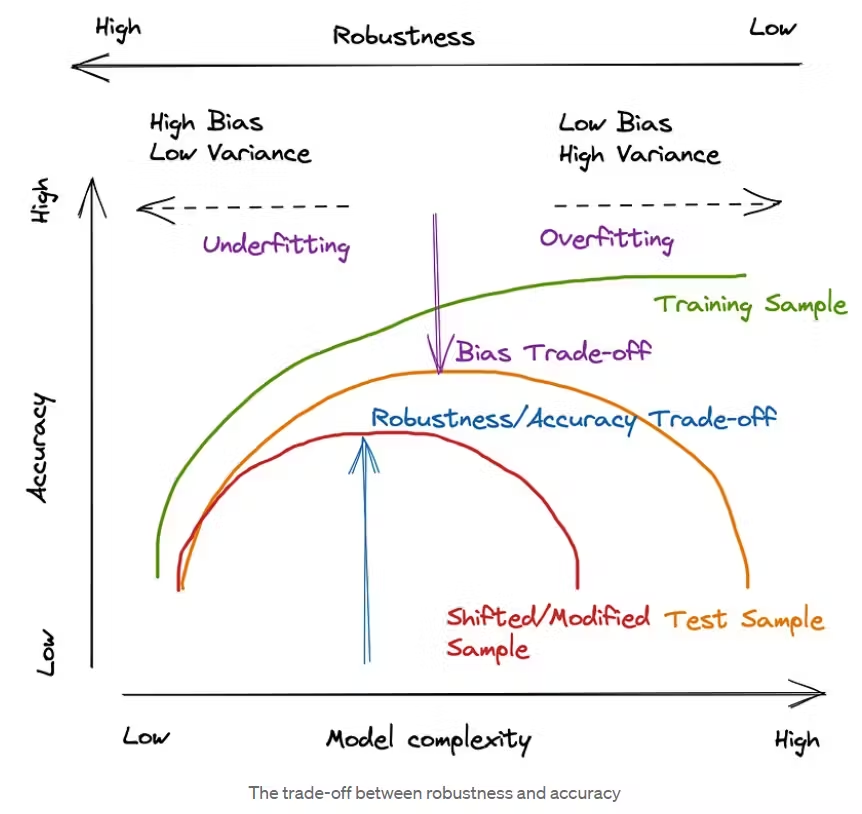 High
Robustness
Low
High Bias
Low Variance
Low Bias
High Variance
High
Underfitting
Overfitting
Training Sample
Bias Trade-off
Robustness/Accuracy Trade-off
Accuracy
Shifted/Modified
Sample
Test Sample
Low
Low
Model complexity
High
The trade-off between robustness and accuracy